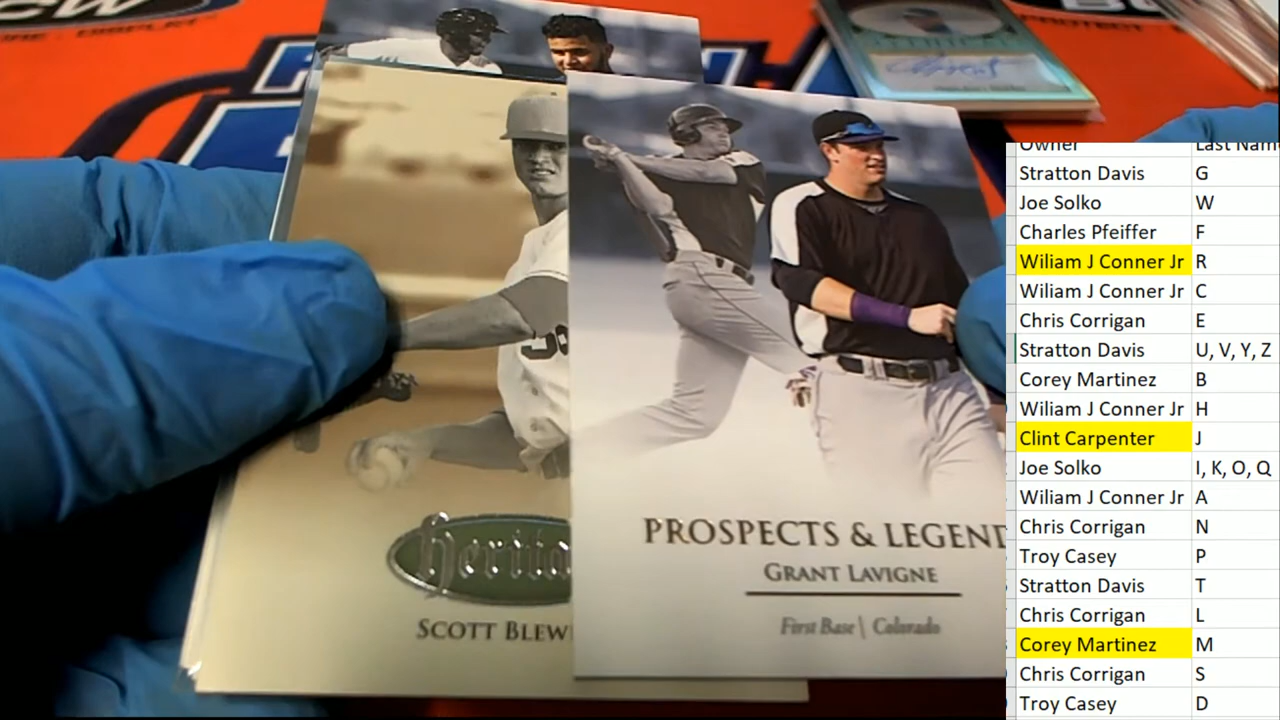 PROSPECTS & LEGEND
GRANT LAVIGNE
First Base | Colorado
SCOTT
Owner
Stratton Davis G
Joe Solko W
Charles Pfeiffer F
Wiliam J Conner Jr R
Wiliam J Conner Jr C
Chris Corrigan E
Stratton Davis U, V, Y, Z
Corey Martinez B
Wiliam J Conner Jr H
Clint Carpenter J
Joe Solko I, K, O, Q
Wiliam J Conner Jr A
Chris Corrigan N
Troy Casey P
Stratton Davis T
Chris Corrigan L
Corey Martinez M
Chris Corrigan S
Troy Casey D